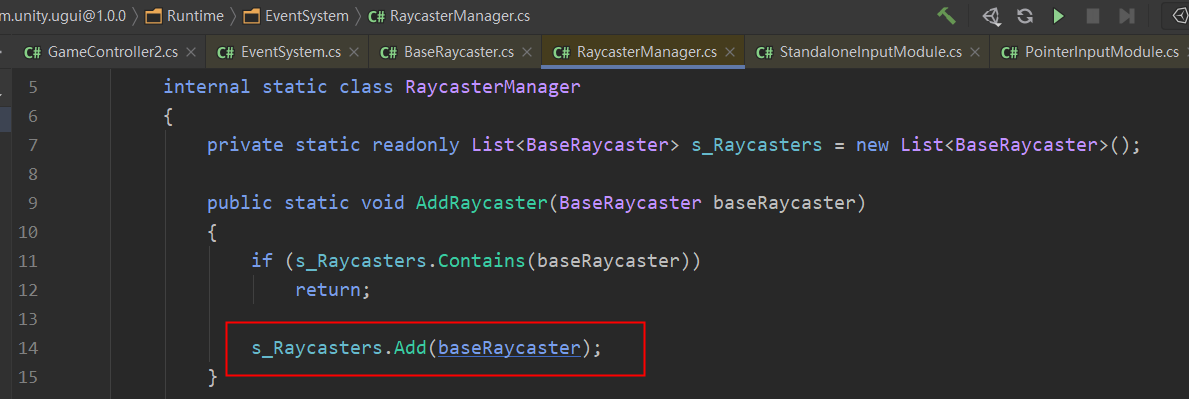 m.unity.ugui@1.0.0 〉 Runtime 〉 EventSystem 〉 C# RaycasterManager.cs
C# GameController2.cs × C# EventSystem.cs × C# BaseRaycaster.cs × C# RaycasterManager.cs × C# StandaloneInputModule.cs × C# PointerInputModule.cs
5 internal static class RaycasterManager
6 {
7 private static readonly List<BaseRaycaster> s_Raycasters = new List<BaseRaycaster>();
8
9 public static void AddRaycaster(BaseRaycaster baseRaycaster)
10 {
11 if (s_Raycasters.Contains(baseRaycaster))
12 return;
13
14 s_Raycasters.Add(baseRaycaster);
15 }